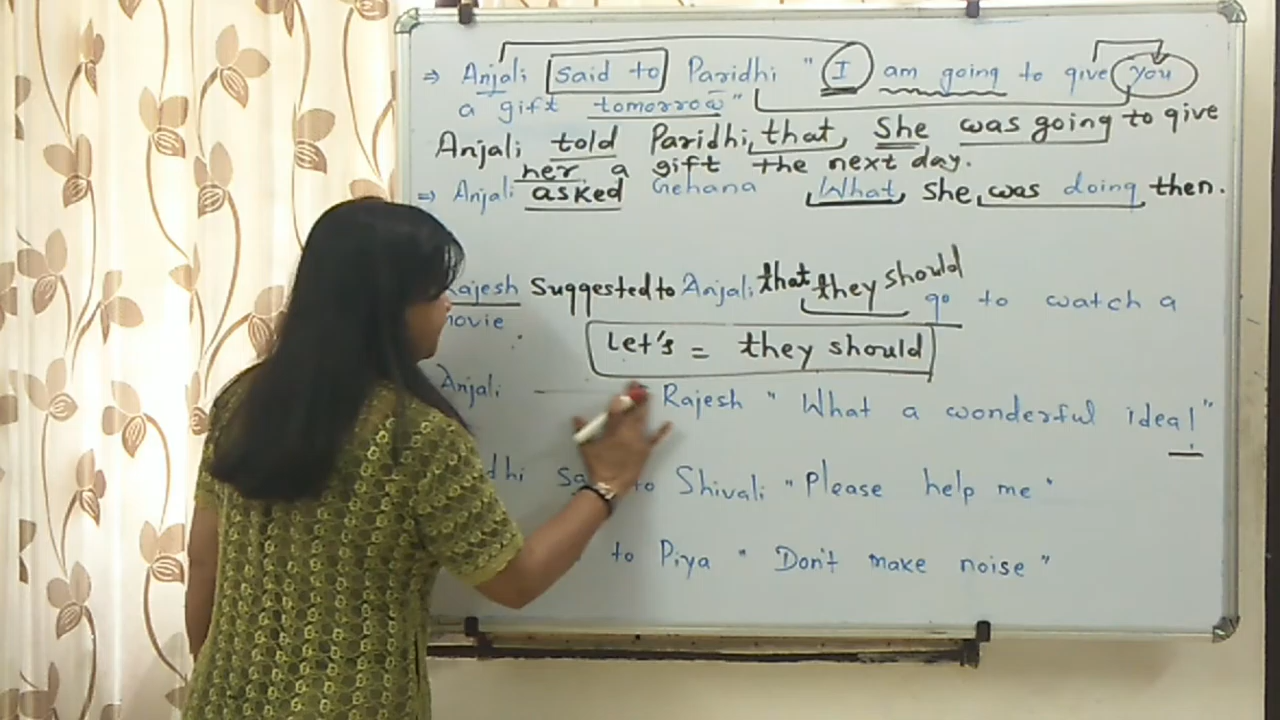 ⇒ Anjali said to Paridhi " I am going to give you
a gift tomorrow"
Anjali told Paridhi, that, She was going to give
her a gift the next day.
⇒ Anjali asked Gehana What, She was doing then.
Rajesh Suggested to Anjali that they should go to watch a
movie
Let's = they should
Anjali Rajesh " What a wonderful idea!"
to Shivali "Please help me"
to Piya " Don't make noise"